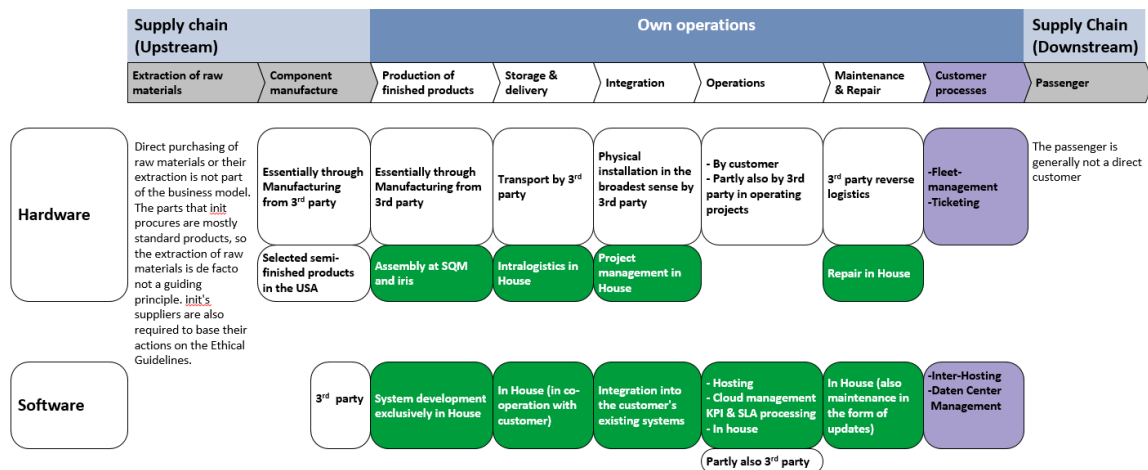 Supply chain
(Upstream)
Own operations
Supply Chain
(Downstream)
Extraction of raw
materials
Component
manufacture
Production of
finished products
Storage &
delivery
Integration
Operations
Maintenance
& Repair
Customer
processes
Passenger
Hardware
Direct purchasing of
raw materials or their
extraction is not part
of the business model.
The parts that init
procures are mostly
standard products, so
the extraction of raw
materials is de facto
not a guiding
principle. init's
suppliers are also
required to base their
actions on the Ethical
Guidelines.
Essentially through
Manufacturing
from 3rd party
Essentially through
Manufacturing from
3rd party
Transport by 3rd
party
Physical
installation in the
broadest sense by
3rd party
- By customer
- Partly also by 3rd
party in operating
projects
3rd party reverse
logistics
-Fleet-
management
-Ticketing
The passenger is
generally not a direct
customer
Selected semi-
finished products
in the USA
Assembly at SQM
and iris
Intralogistics in
House
Project
management in
House
Repair in House
Software
3rd party
System development
exclusively in House
In House (in co-
operation with
customer)
Integration into
the customer's
existing systems
- Hosting
- Cloud management
KPI & SLA processing
- In house
In House (also
maintenance in
the form of
updates)
-Inter-Hosting
-Daten Center
Management
Partly also 3rd party